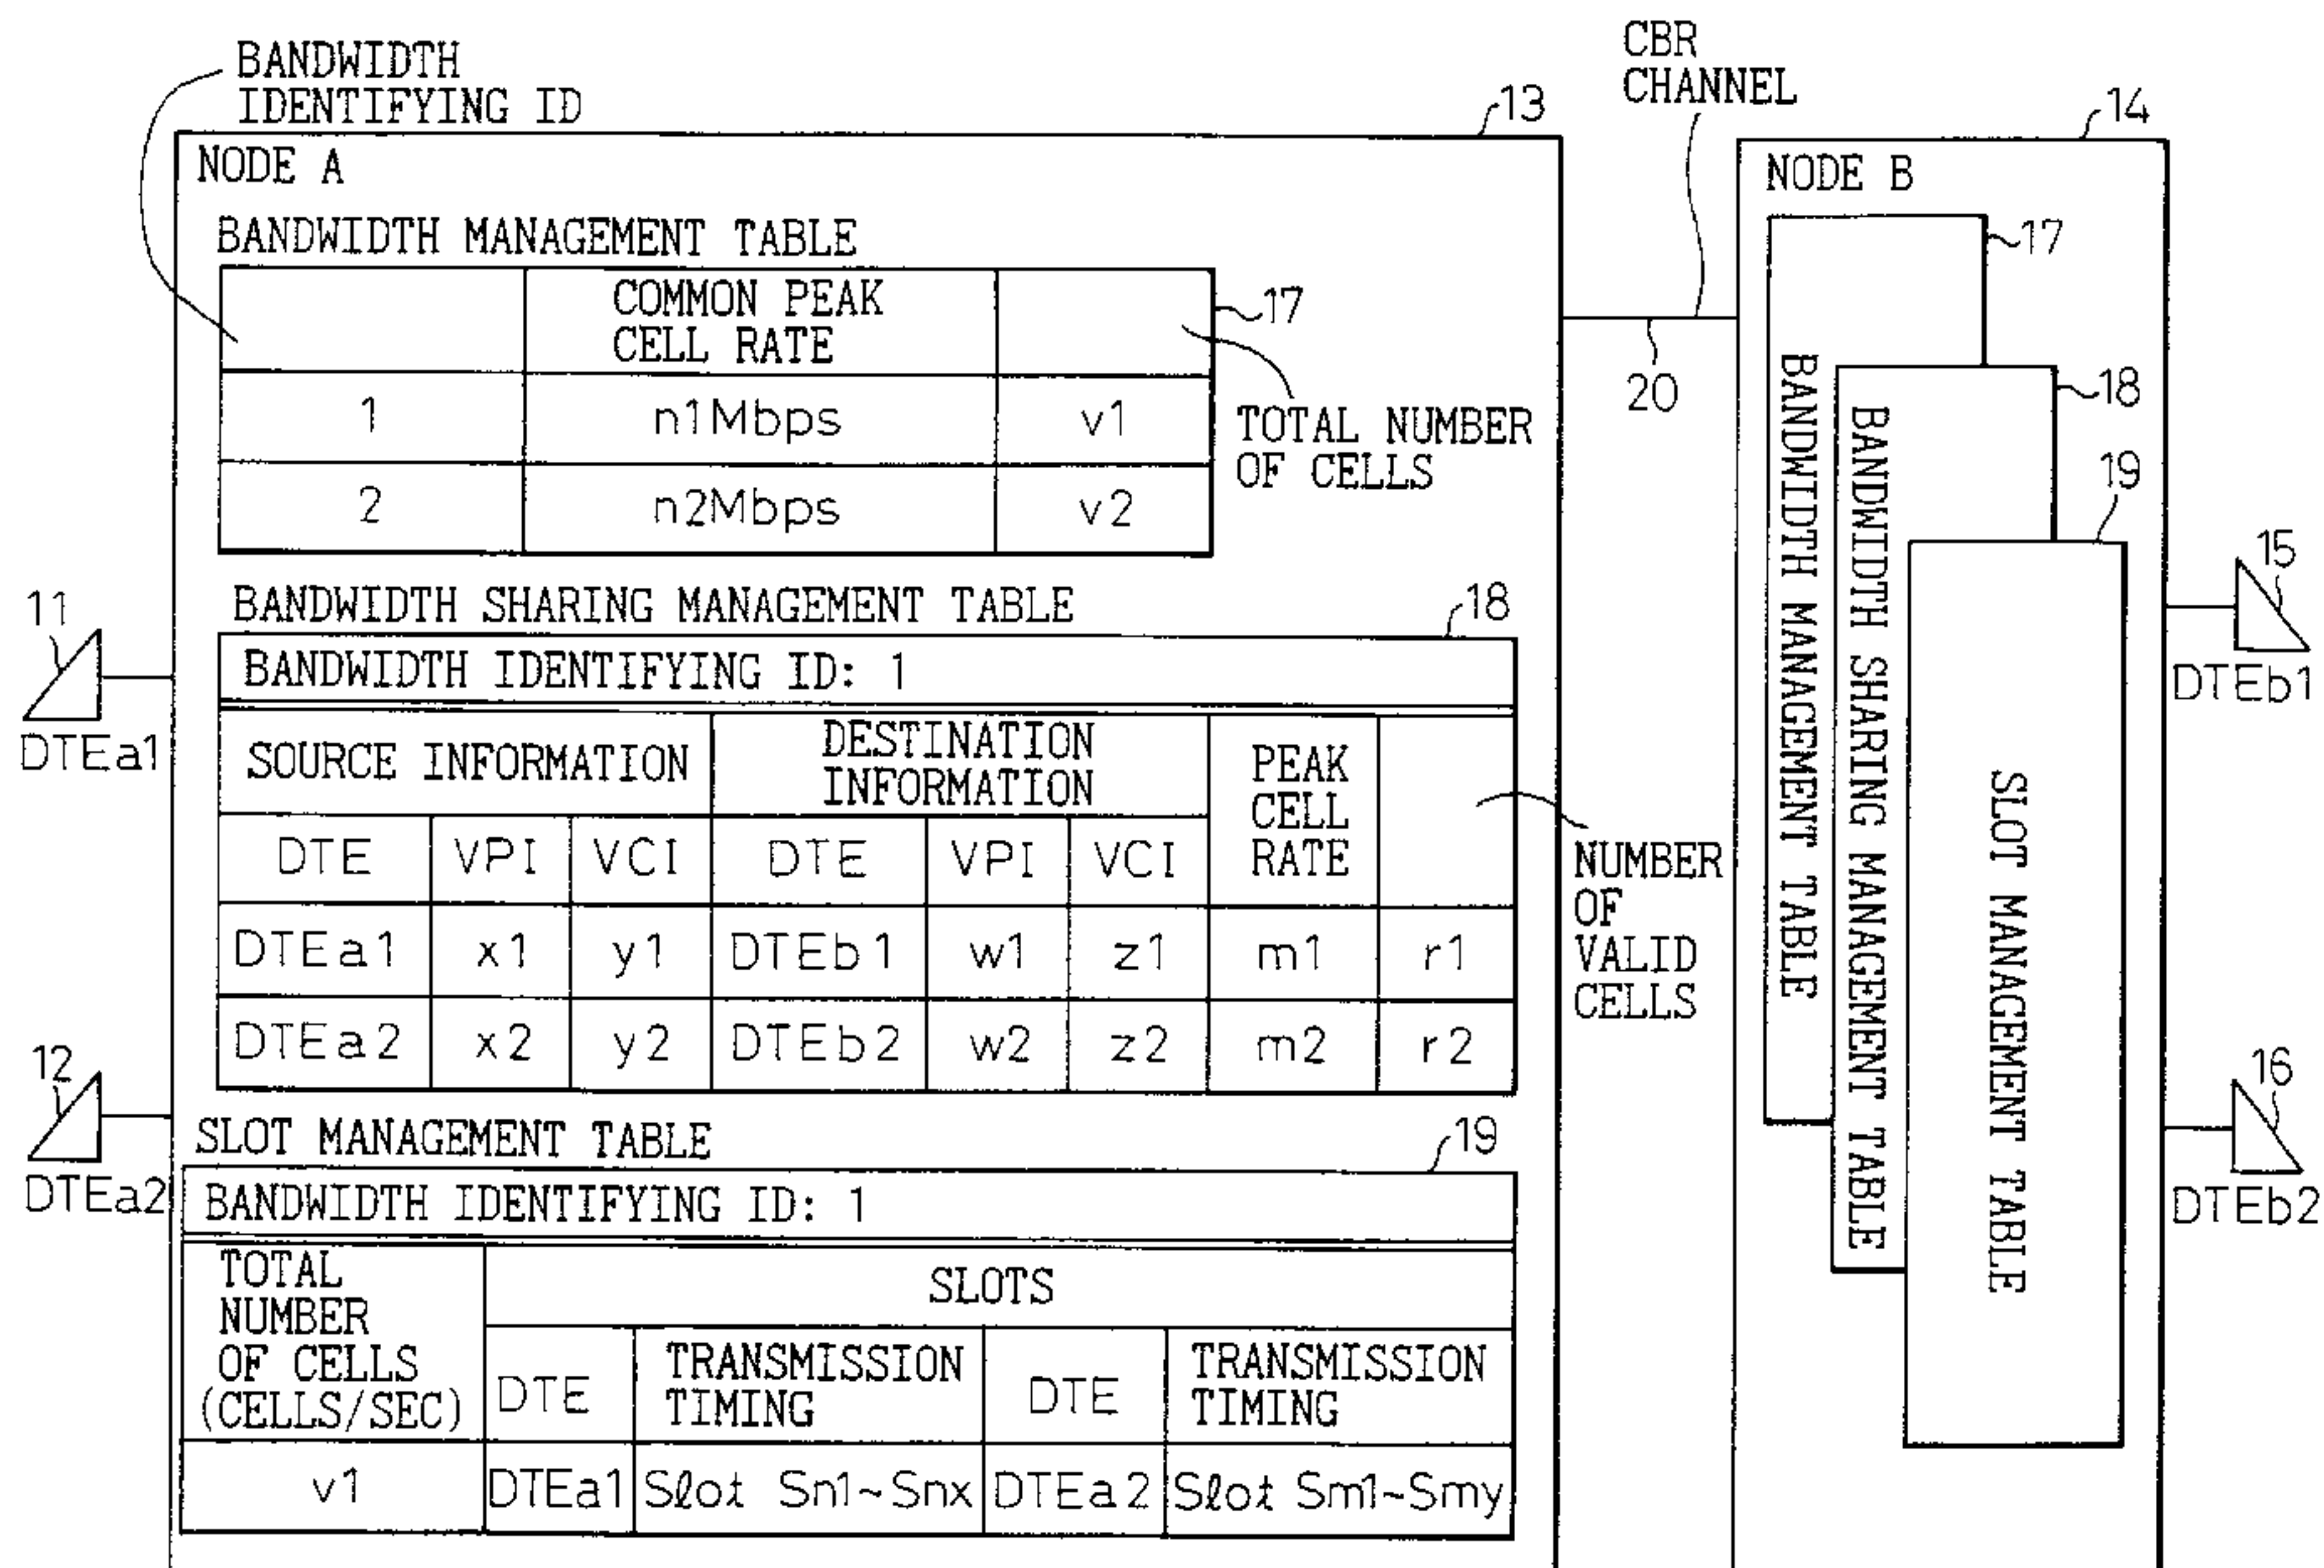 BANDWIDTH
IDENTIFYING ID
13
CBR
CHANNEL
14
NODE A
BANDWIDTH MANAGEMENT TABLE
COMMON PEAK
CELL RATE
17
1
n1Mbps
v1
TOTAL NUMBER
OF CELLS
2
n2Mbps
v2
20
NODE B
17
BANDWIDTH MANAGEMENT TABLE
18
BANDWIDTH SHARING MANAGEMENT TABLE
19
SLOT MANAGEMENT TABLE
11
DTEa1
12
DTEa2
15
DTEb1
16
DTEb2
BANDWIDTH SHARING MANAGEMENT TABLE
18
BANDWIDTH IDENTIFYING ID: 1
SOURCE INFORMATION
DESTINATION
INFORMATION
PEAK
CELL
RATE
NUMBER
OF
VALID
CELLS
DTE VPI VCI DTE VPI VCI
DTEa1 x1 y1 DTEb1 w1 z1 m1 r1
DTEa2 x2 y2 DTEb2 w2 z2 m2 r2
SLOT MANAGEMENT TABLE
19
BANDWIDTH IDENTIFYING ID: 1
TOTAL
NUMBER
OF CELLS
(CELLS/SEC)
SLOTS
DTE
TRANSMISSION
TIMING
DTE
TRANSMISSION
TIMING
v1 DTEa1 Slot Sn1~Snx DTEa2 Slot Sm1~Smy